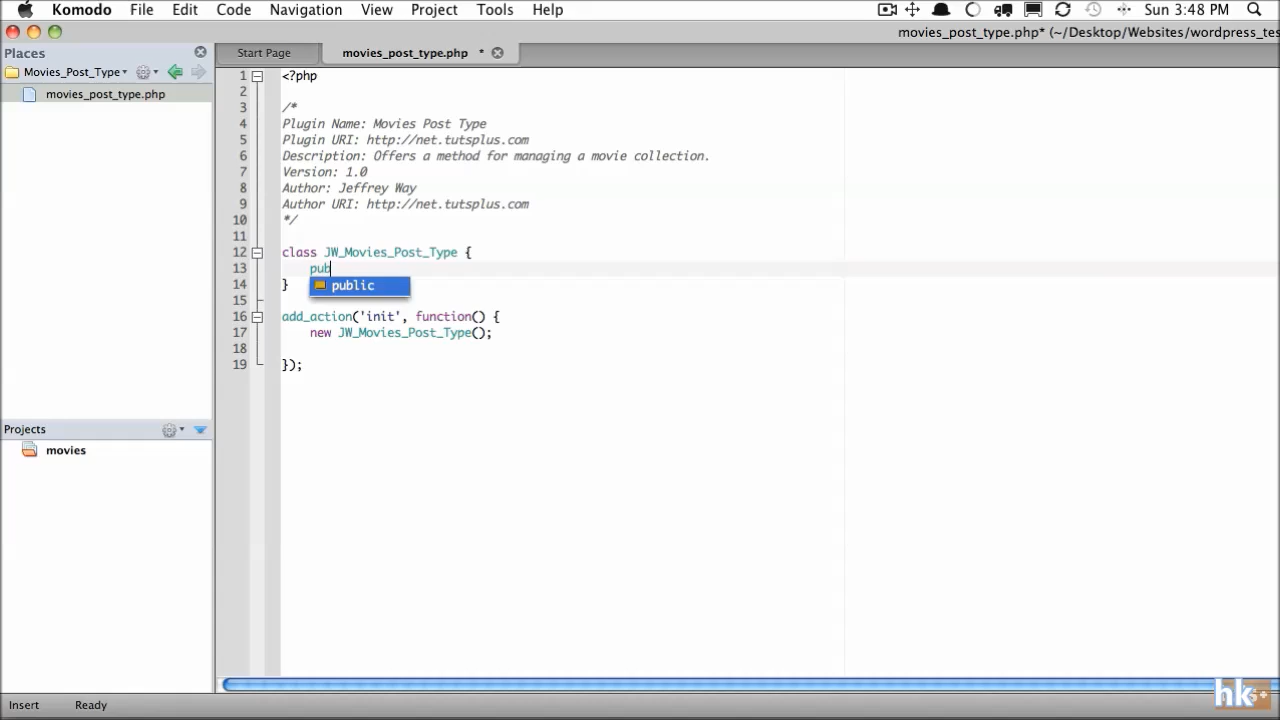 Komodo File Edit Code Navigation View Project Tools Help Sun 3:48 PM
movies_post_type.php* (~/Desktop/Websites/wordpress_tes
Places
Start Page movies_post_type.php *
Movies_Post_Type
movies_post_type.php
1 <?php
2
3 /*
4 Plugin Name: Movies Post Type
5 Plugin URI: http://net.tutsplus.com
6 Description: Offers a method for managing a movie collection.
7 Version: 1.0
8 Author: Jeffrey Way
9 Author URI: http://net.tutsplus.com
10 */
11
12 class JW_Movies_Post_Type {
13 pub
14 }
public
15
16 add_action('init', function() {
17 new JW_Movies_Post_Type();
18
19 });
Projects
movies
Insert Ready
hk